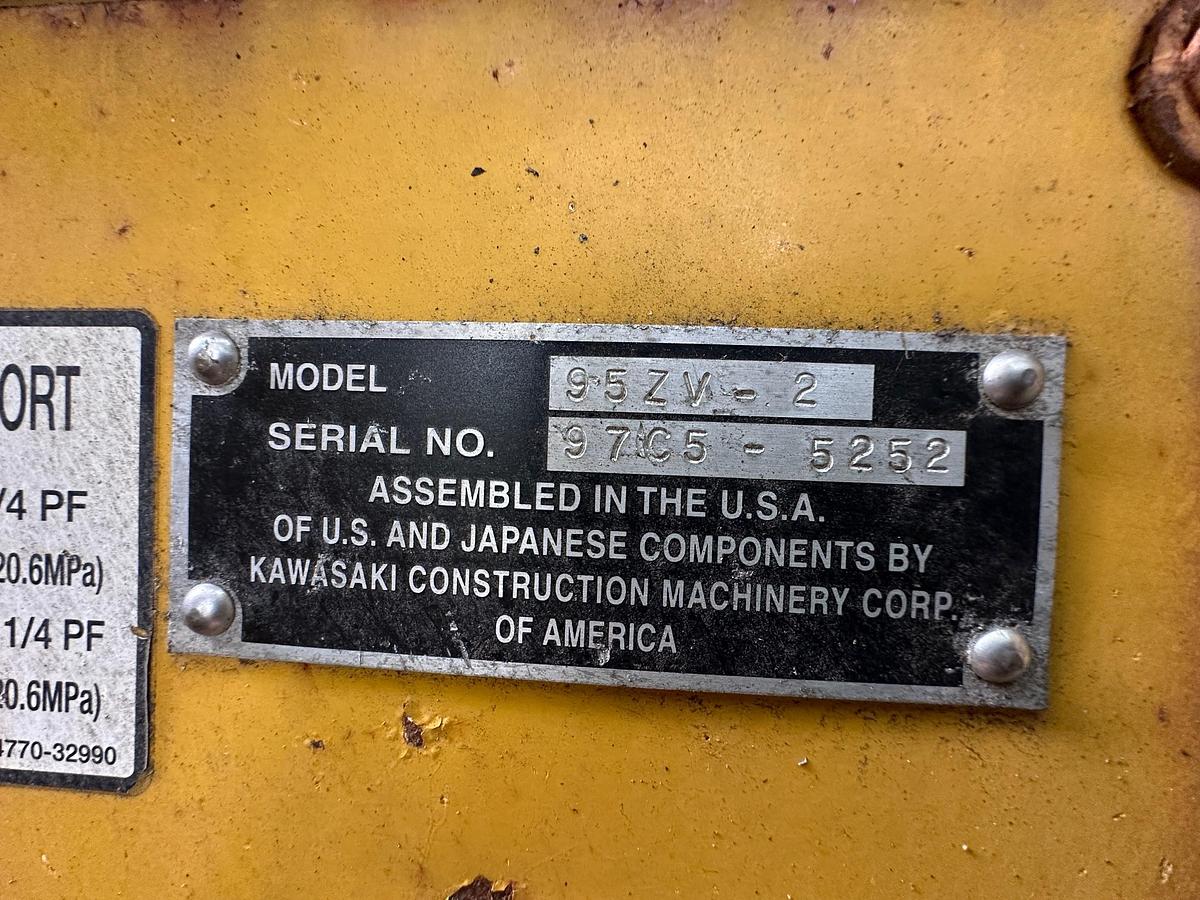 ORT
/4 PF
20.6MPa)
1/4 PF
20.6MPa)
4770-32990
MODEL 95ZV-2
SERIAL NO. 97C5 - 5252
ASSEMBLED IN THE U.S.A.
OF U.S. AND JAPANESE COMPONENTS BY
KAWASAKI CONSTRUCTION MACHINERY CORP.
OF AMERICA